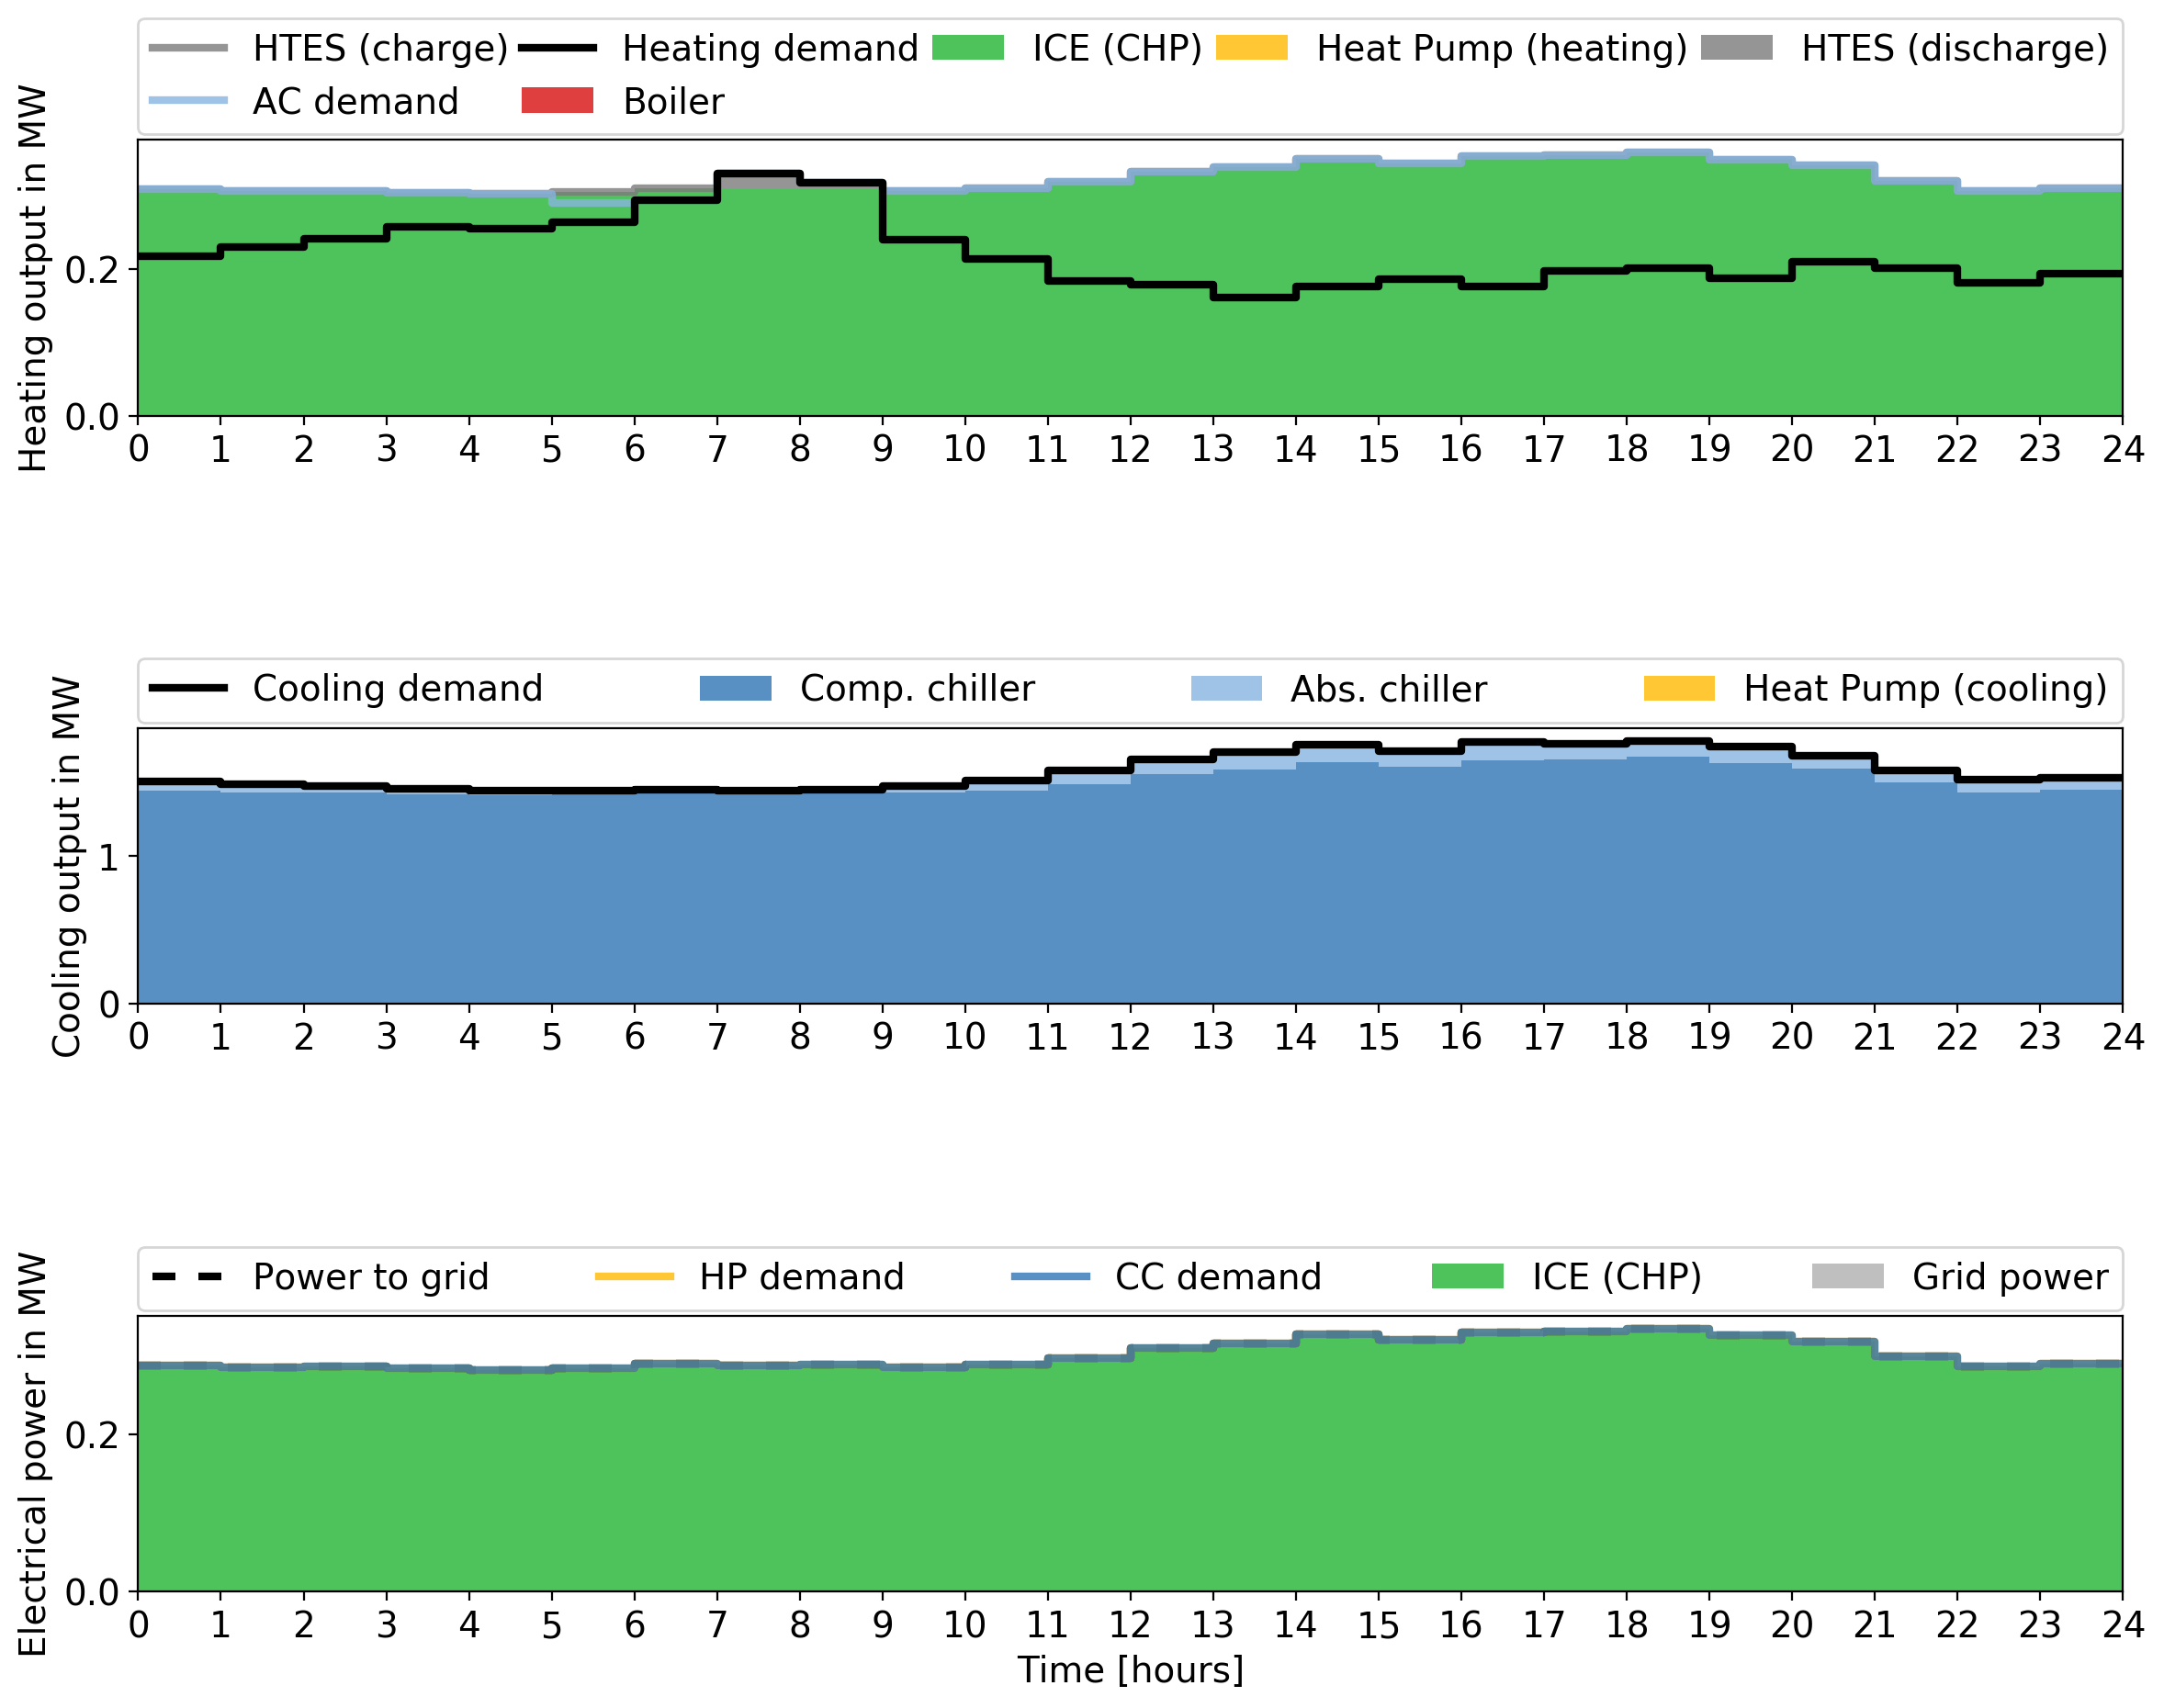 HTES (charge) Heating demand ICE (CHP) Heat Pump (heating) HTES (discharge)
AC demand Boiler
Heating output in MW
0.2
0.0
0 1 2 3 4 5 6 7 8 9 10 11 12 13 14 15 16 17 18 19 20 21 22 23 24
Cooling demand Comp. chiller Abs. chiller Heat Pump (cooling)
Cooling output in MW
1
0
0 1 2 3 4 5 6 7 8 9 10 11 12 13 14 15 16 17 18 19 20 21 22 23 24
Power to grid HP demand CC demand ICE (CHP) Grid power
Electrical power in MW
0.2
0.0
0 1 2 3 4 5 6 7 8 9 10 11 12 13 14 15 16 17 18 19 20 21 22 23 24
Time [hours]